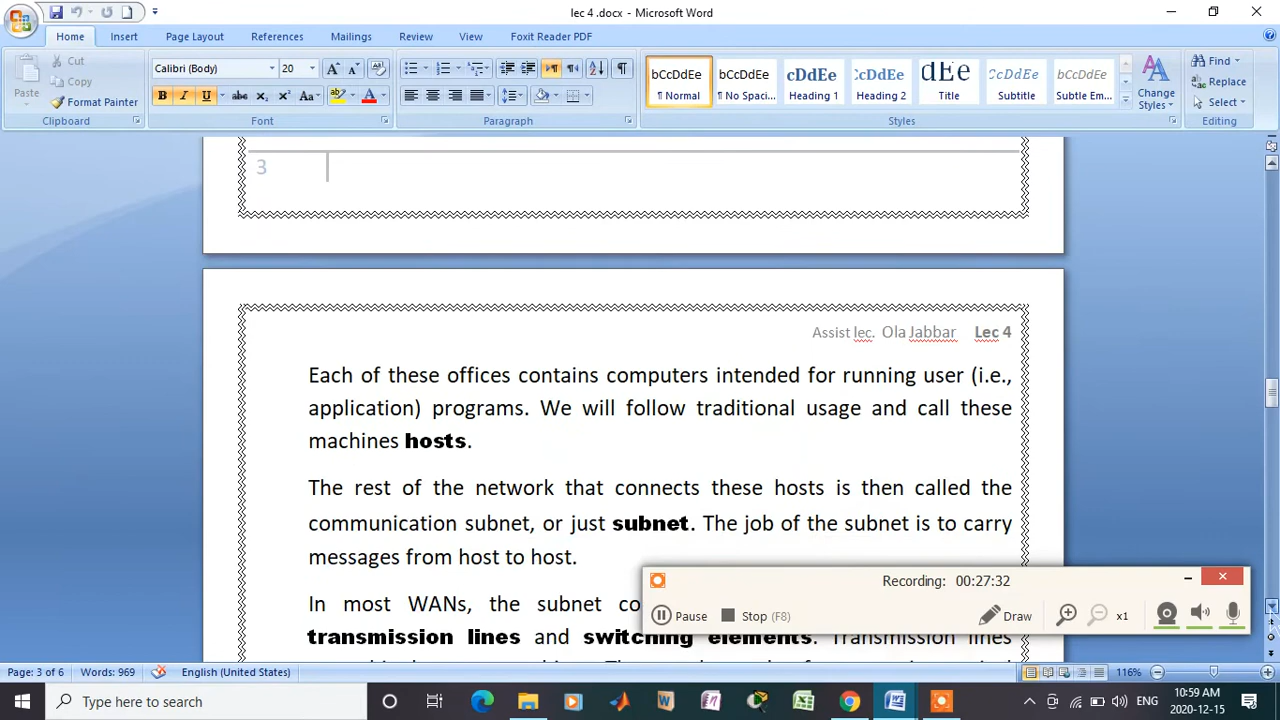 lec 4 .docx - Microsoft Word
Home Insert Page Layout References Mailings Review View Foxit Reader PDF
Paste
Cut
Copy
Format Painter
Clipboard
Calibri (Body) 20
B I U abe x₂ x² Aa
Font
Paragraph
bCcDdEe bCcDdEe cDdEe cDdEe dEe cDdEe bCcDdEe
¶ Normal ¶ No Spaci... Heading 1 Heading 2 Title Subtitle Subtle Em...
Styles
Change
Styles
Find
Replace
Select
Editing
3
Assist lec. Ola Jabbar Lec 4
Each of these offices contains computers intended for running user (i.e.,
application) programs. We will follow traditional usage and call these
machines hosts.
The rest of the network that connects these hosts is then called the
communication subnet, or just subnet. The job of the subnet is to carry
messages from host to host.
In most WANs, the subnet co
transmission lines and switching elements. Transmission lines
Recording: 00:27:32
Pause Stop (F8) Draw x1
Page: 3 of 6 Words: 969 English (United States) 116%
Type here to search
ENG
10:59 AM
2020-12-15